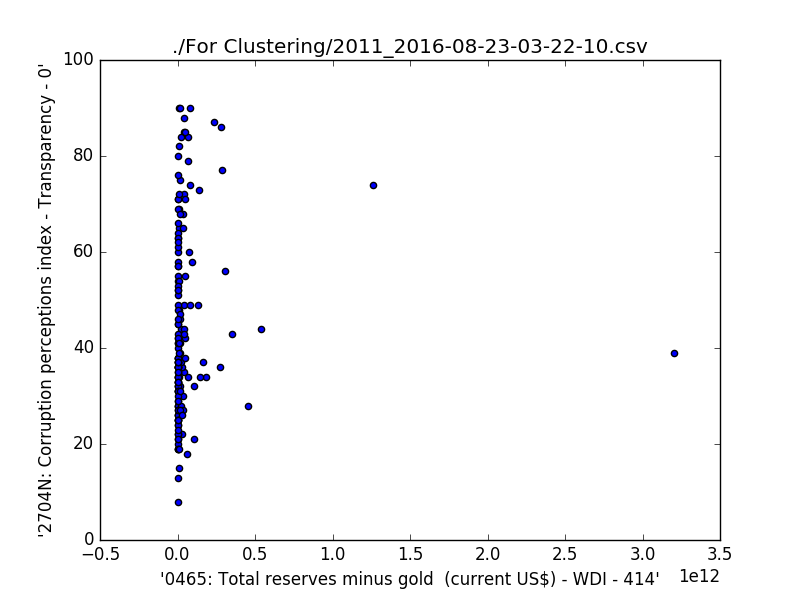 ./For Clustering/2011_2016-08-23-03-22-10.csv
'2704N: Corruption perceptions index - Transparency - 0'
100
80
60
40
20
0
−0.5 0.0 0.5 1.0 1.5 2.0 2.5 3.0 3.5
1e12
'0465: Total reserves minus gold  (current US$) - WDI - 414'